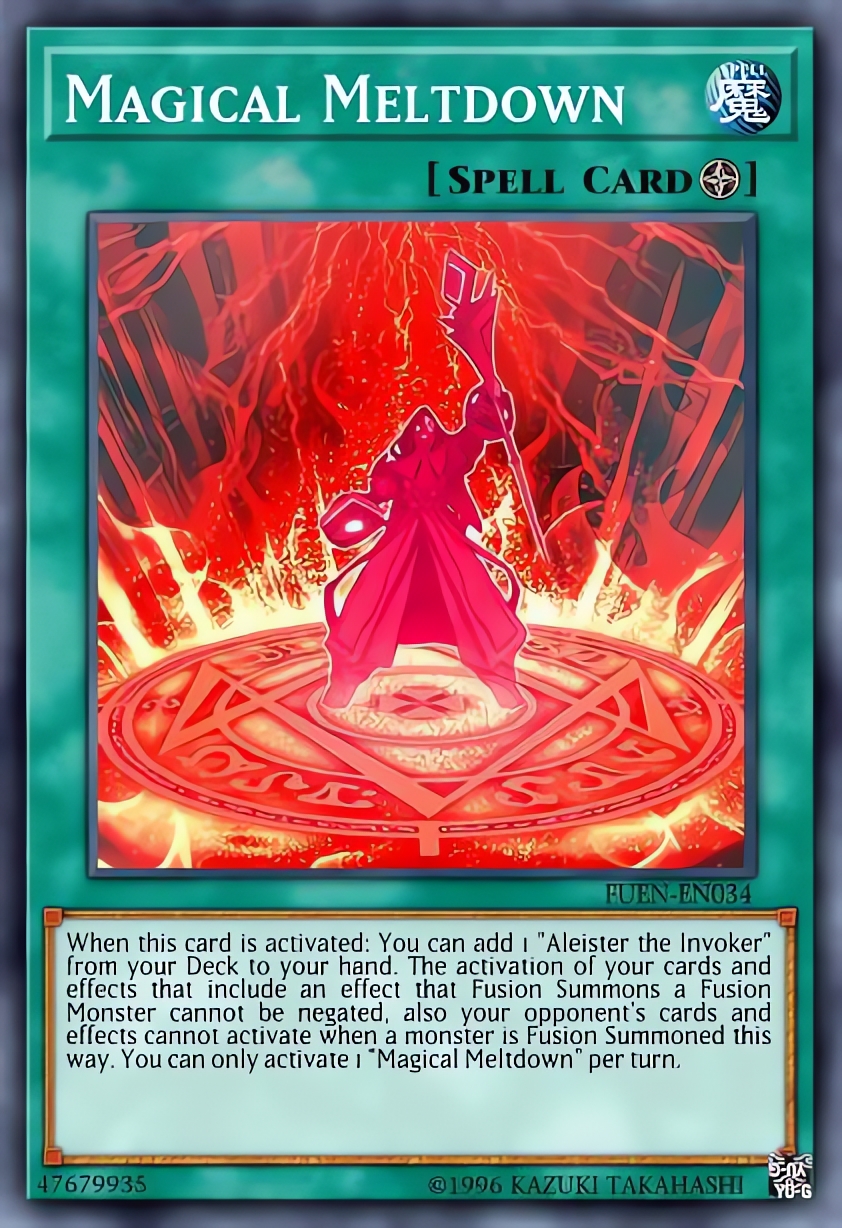 MAGICAL MELTDOWN
魔
[SPELL CARD]
FUEN-EN034
When this card is activated: You can add 1 "Aleister the Invoker"
from your Deck to your hand. The activation of your cards and
effects that include an effect that Fusion Summons a Fusion
Monster cannot be negated, also your opponent's cards and
effects cannot activate when a monster is Fusion Summoned this
way. You can only activate 1 "Magical Meltdown" per turn.
47679935
©1996 KAZUKI TAKAHASHI